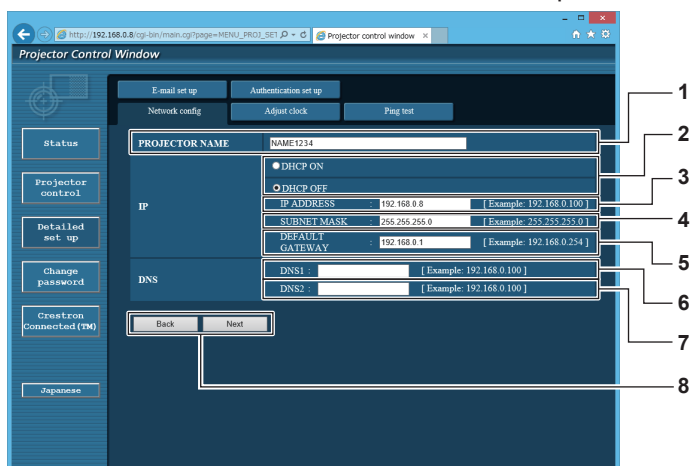 http://192.168.0.8/cgi-bin/main.cgi?page=MENU_PROJ_SET
Projector control window
Projector Control Window
E-mail set up Authentication set up
Network config Adjust clock Ping test
1
Status
PROJECTOR NAME NAME1234
2
DHCP ON
3
Projector
control
DHCP OFF
IP
IP ADDRESS : 192.168.0.8 [ Example: 192.168.0.100 ]
4
SUBNET MASK : 255.255.255.0 [ Example: 255.255.255.0 ]
Detailed
set up
DEFAULT
GATEWAY : 192.168.0.1 [ Example: 192.168.0.254 ]
5
Change
password
DNS
DNS1 : [ Example: 192.168.0.100 ]
DNS2 : [ Example: 192.168.0.100 ]
6
Crestron
Connected(TM)
Back Next
7
8
Japanese